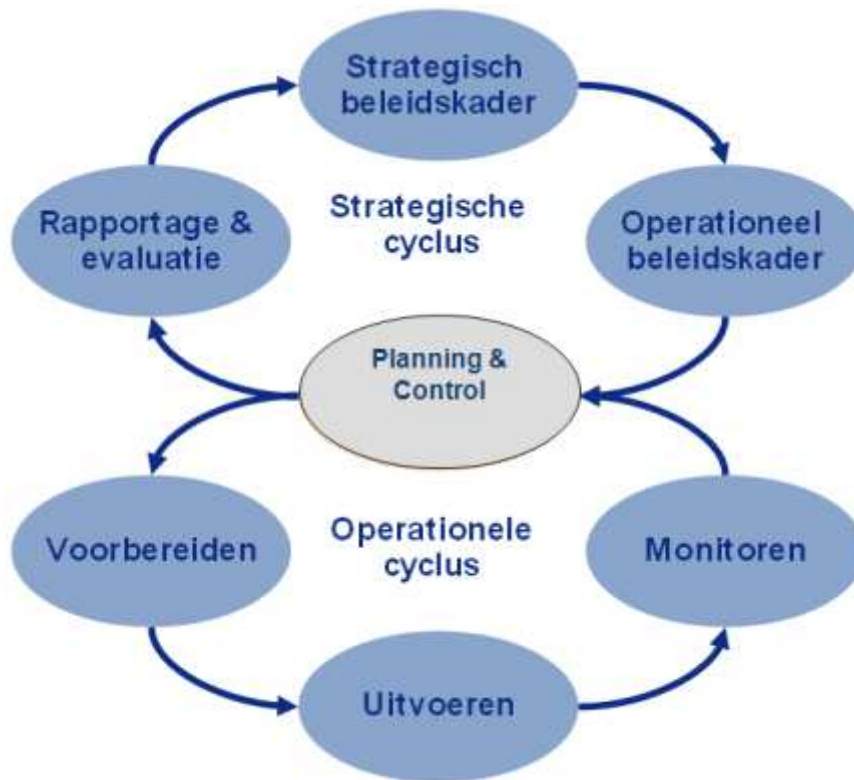 Strategisch
beleidskader
Rapportage &
evaluatie
Strategische
cyclus
Operationeel
beleidskader
Planning &
Control
Voorbereiden
Operationele
cyclus
Monitoren
Uitvoeren